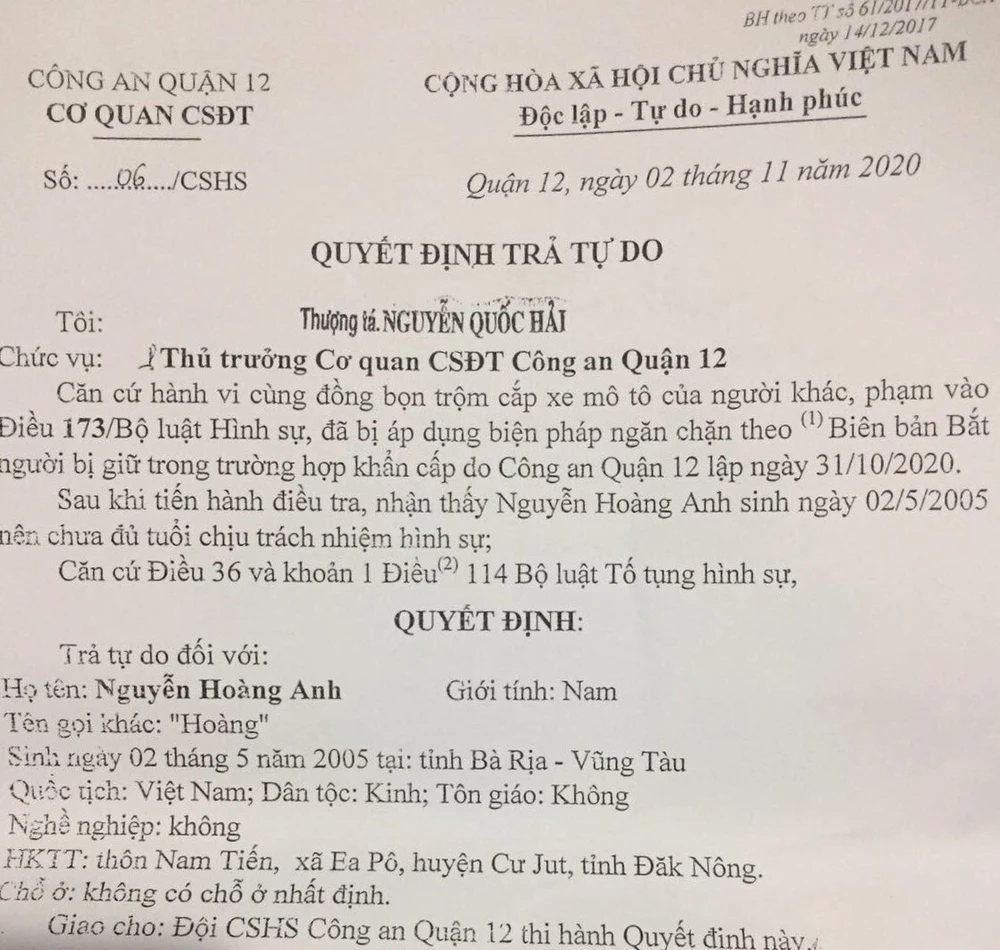 BH theo TT số 61/2017/TT-BCA
ngày 14/12/2017
CÔNG AN QUẬN 12
CƠ QUAN CSĐT
CỘNG HÒA XÃ HỘI CHỦ NGHĨA VIỆT NAM
Độc lập - Tự do - Hạnh phúc
Số: .....06..../CSHS
Quận 12, ngày 02 tháng 11 năm 2020
QUYẾT ĐỊNH TRẢ TỰ DO
Tôi: Thượng tá. NGUYỄN QUỐC HẢI
Chức vụ: Thủ trưởng Cơ quan CSĐT Công an Quận 12
Căn cứ hành vi cùng đồng bọn trộm cắp xe mô tô của người khác, phạm vào
Điều 173/Bộ luật Hình sự, đã bị áp dụng biện pháp ngăn chặn theo (1) Biên bản Bắt
người bị giữ trong trường hợp khẩn cấp do Công an Quận 12 lập ngày 31/10/2020.
Sau khi tiến hành điều tra, nhận thấy Nguyễn Hoàng Anh sinh ngày 02/5/2005
nên chưa đủ tuổi chịu trách nhiệm hình sự;
Căn cứ Điều 36 và khoản 1 Điều(2) 114 Bộ luật Tố tụng hình sự,
QUYẾT ĐỊNH:
Trả tự do đối với:
Họ tên: Nguyễn Hoàng Anh Giới tính: Nam
Tên gọi khác: "Hoàng"
Sinh ngày 02 tháng 5 năm 2005 tại: tỉnh Bà Rịa - Vũng Tàu
Quốc tịch: Việt Nam; Dân tộc: Kinh; Tôn giáo: Không
Nghề nghiệp: không
HKTT: thôn Nam Tiến, xã Ea Pô, huyện Cư Jut, tỉnh Đăk Nông.
Chỗ ở: không có chỗ ở nhất định.
Giao cho: Đội CSHS Công an Quận 12 thi hành Quyết định này./.